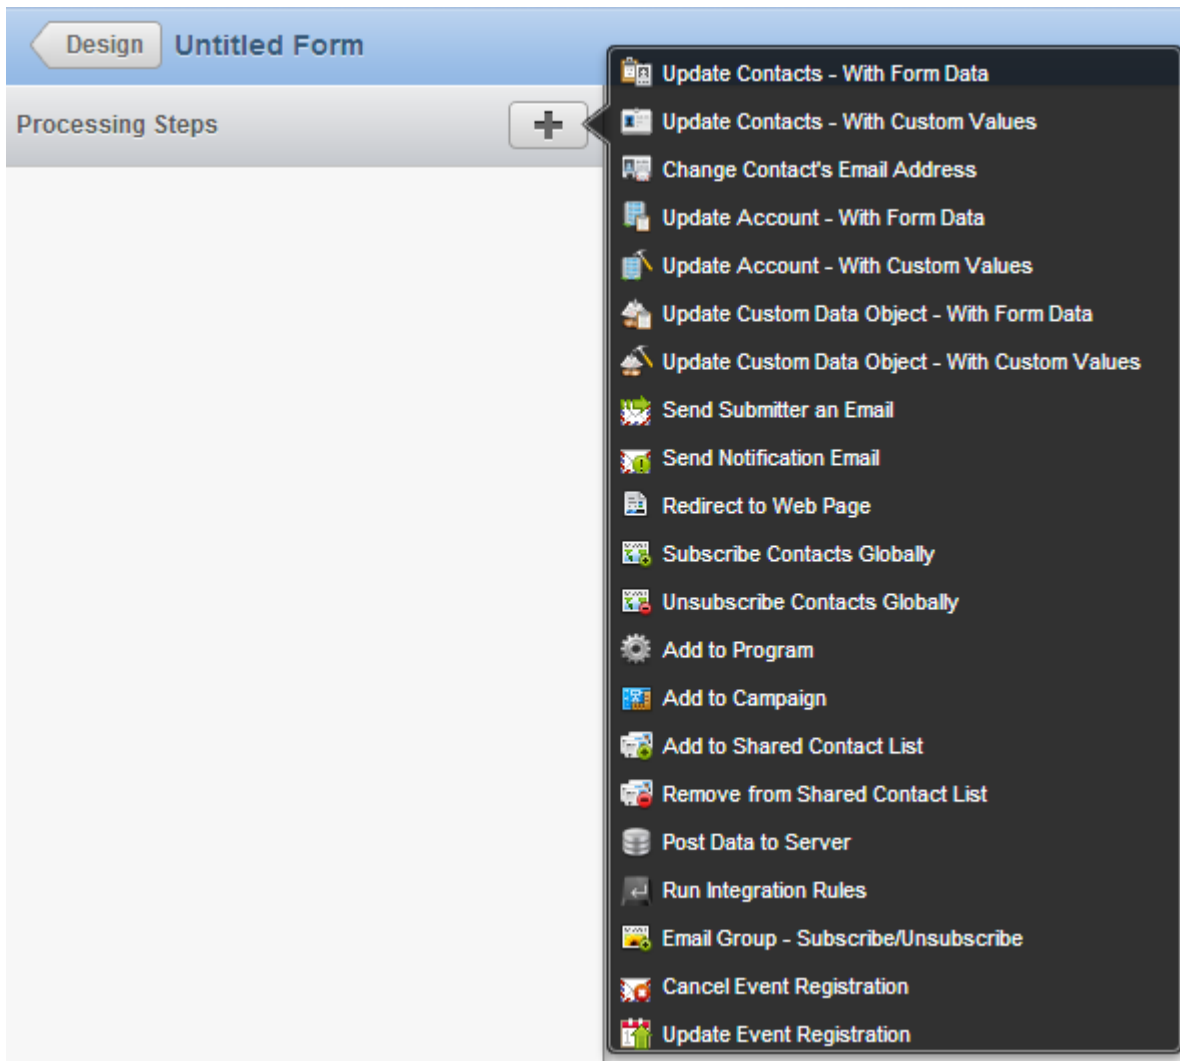 Design
Untitled Form
Processing Steps
Update Contacts - With Form Data
Update Contacts - With Custom Values
Change Contact's Email Address
Update Account - With Form Data
Update Account - With Custom Values
Update Custom Data Object - With Form Data
Update Custom Data Object - With Custom Values
Send Submitter an Email
Send Notification Email
Redirect to Web Page
Subscribe Contacts Globally
Unsubscribe Contacts Globally
Add to Program
Add to Campaign
Add to Shared Contact List
Remove from Shared Contact List
Post Data to Server
Run Integration Rules
Email Group - Subscribe/Unsubscribe
Cancel Event Registration
Update Event Registration